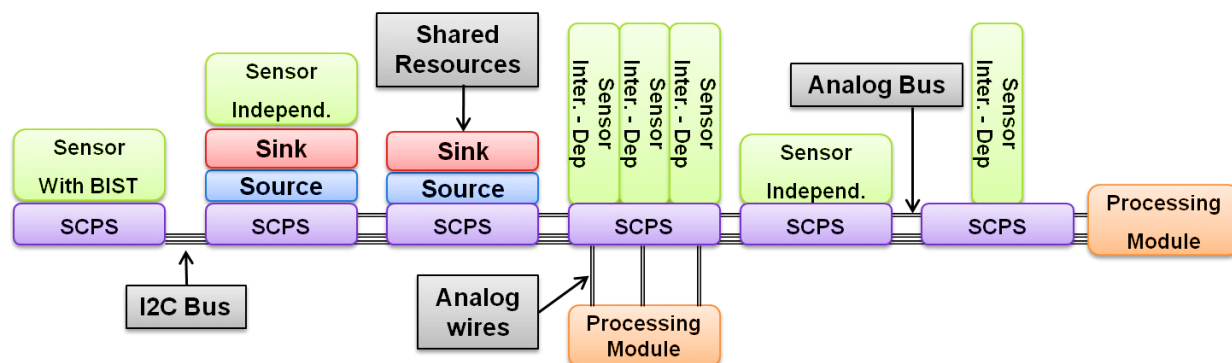 Shared
Resources
Sensor
Independ.
Sink
Source
Sensor
With BIST
Sink
Source
Sensor
Inter. - Dep
Sensor
Inter. - Dep
Sensor
Inter. - Dep
Analog Bus
Sensor
Independ.
Sensor
Inter. - Dep
SCPS
SCPS
SCPS
SCPS
SCPS
SCPS
Processing
Module
I2C Bus
Analog
wires
Processing
Module